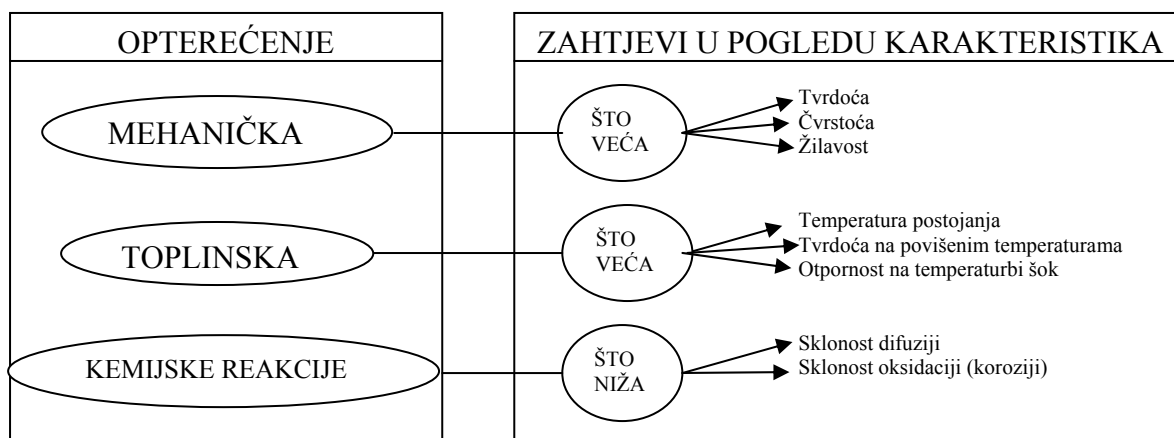 OPTEREĆENJE
ZAHTJEVI U POGLEDU KARAKTERISTIKA
MEHANIČKA
ŠTO
VEĆA
Tvrdoća
Čvrstoća
Žilavost
TOPLINSKA
ŠTO
VEĆA
Temperatura postojanja
Tvrdoća na povišenim temperaturama
Otpornost na temperaturbi šok
KEMIJSKE REAKCIJE
ŠTO
NIŽA
Sklonost difuziji
Sklonost oksidaciji (koroziji)